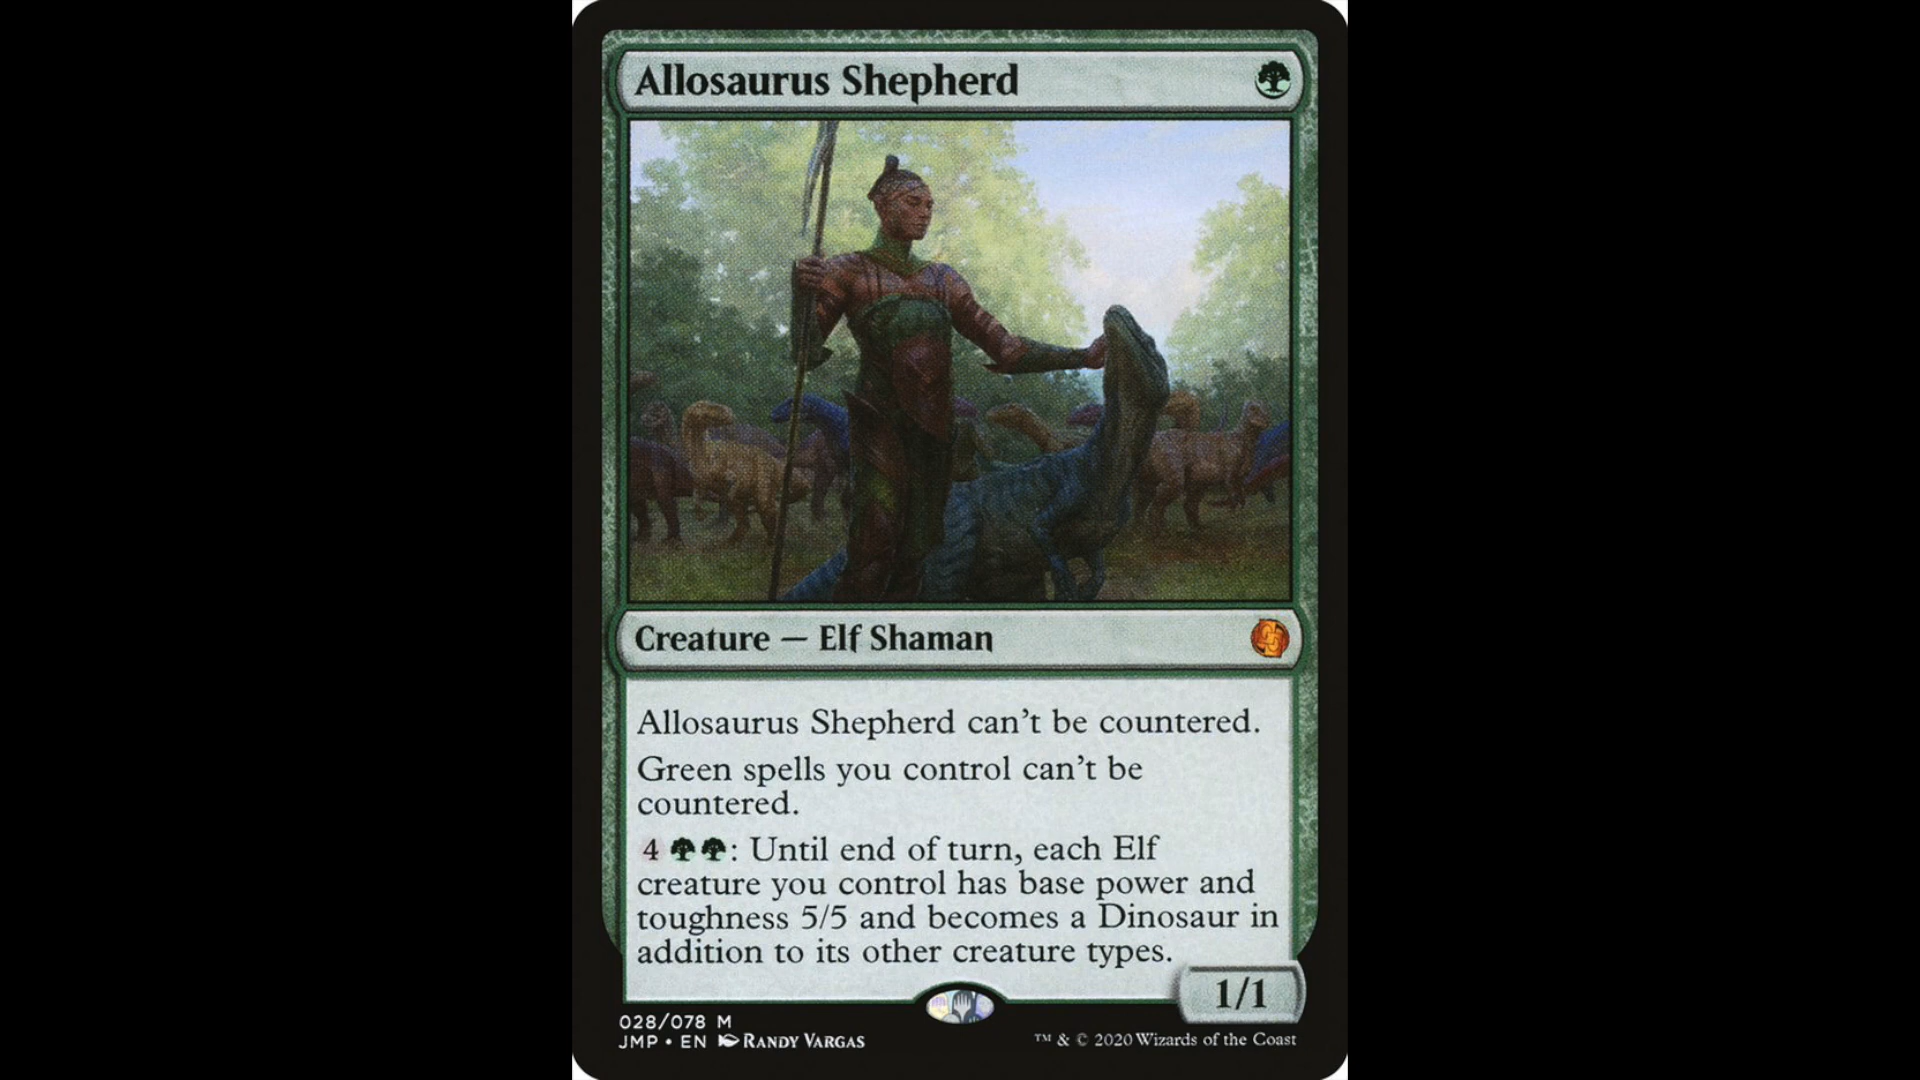 Allosaurus Shepherd
Creature — Elf Shaman
Allosaurus Shepherd can't be countered.
Green spells you control can't be
countered.
4 : Until end of turn, each Elf
creature you control has base power and
toughness 5/5 and becomes a Dinosaur in
addition to its other creature types.
1/1
028/078 M
JMP • EN RANDY VARGAS
™ & © 2020 Wizards of the Coast